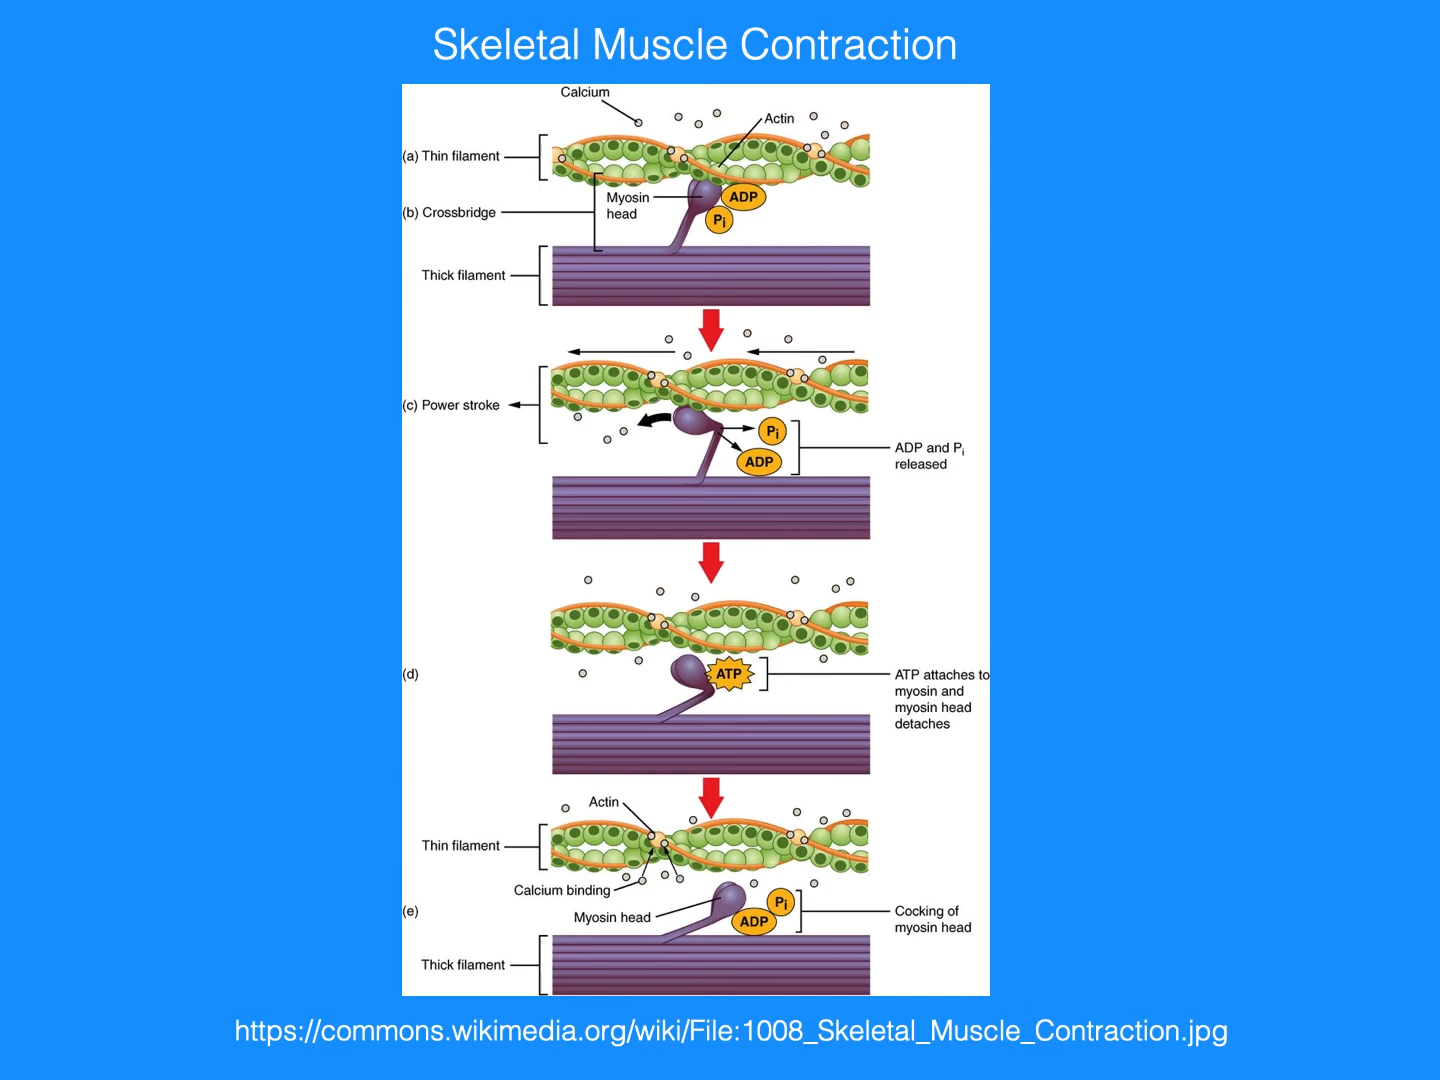 Skeletal Muscle Contraction
Calcium
Actin
(a) Thin filament
Myosin
head
ADP
Pi
(b) Crossbridge
Thick filament
(c) Power stroke
Pi
ADP
ADP and Pi
released
(d)
ATP
ATP attaches to
myosin and
myosin head
detaches
Actin
Thin filament
Calcium binding
(e)
Myosin head
Pi
ADP
Cocking of
myosin head
Thick filament
https://commons.wikimedia.org/wiki/File:1008_Skeletal_Muscle_Contraction.jpg